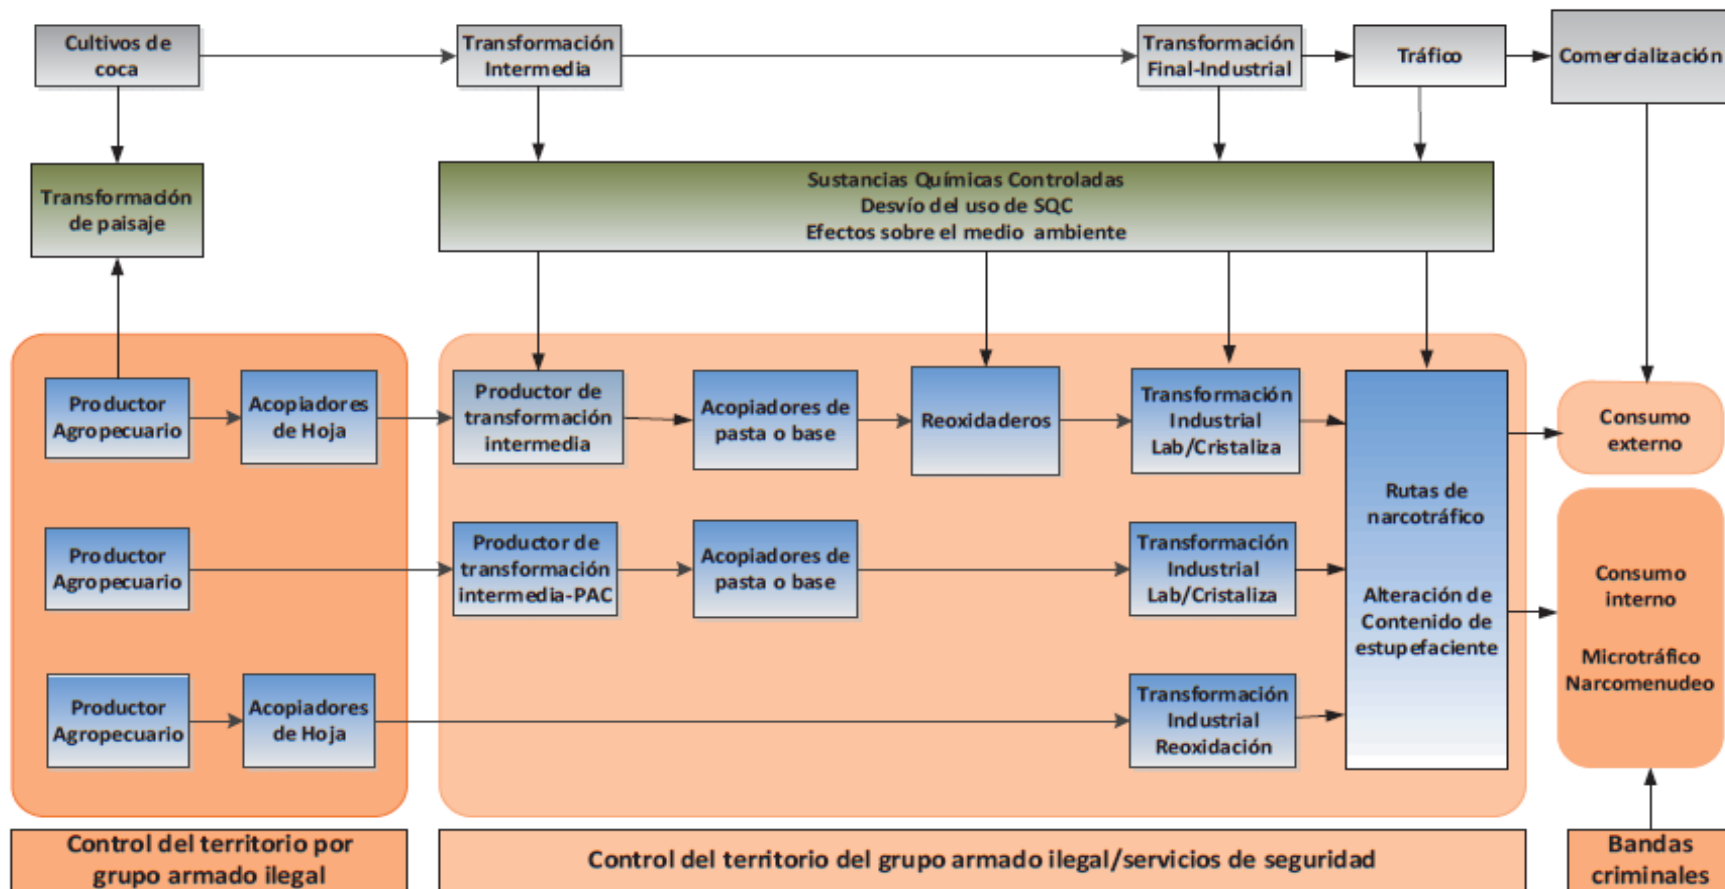 Cultivos de
coca
Transformación
Intermedia
Transformación
Final-Industrial
Tráfico
Comercialización
Transformación
de paisaje
Sustancias Químicas Controladas
Desvío del uso de SQC
Efectos sobre el medio ambiente
Productor
Agropecuario
Acopiadores
de Hoja
Productor de
transformación
intermedia
Acopiadores de
pasta o base
Reoxidaderos
Transformación
Industrial
Lab/Cristaliza
Consumo
externo
Productor
Agropecuario
Productor de
transformación
intermedia-PAC
Acopiadores de
pasta o base
Transformación
Industrial
Lab/Cristaliza
Rutas de
narcotráfico
Alteración de
Contenido de
estupefaciente
Consumo
interno
Microtráfico
Narcomenudeo
Productor
Agropecuario
Acopiadores
de Hoja
Transformación
Industrial
Reoxidación
Control del territorio por
grupo armado ilegal
Control del territorio del grupo armado ilegal/servicios de seguridad
Bandas
criminales